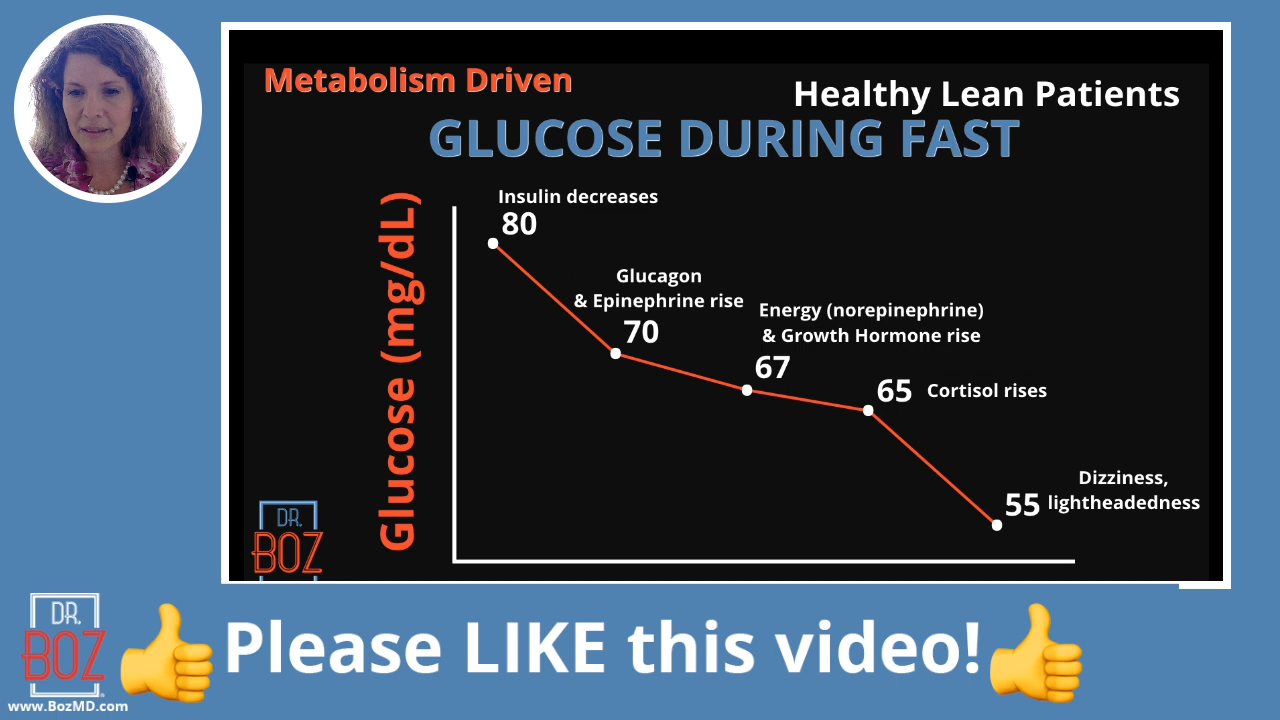 Metabolism Driven
Healthy Lean Patients
GLUCOSE DURING FAST
Glucose (mg/dL)
Insulin decreases
80
Glucagon
& Epinephrine rise
70
Energy (norepinephrine)
& Growth Hormone rise
67
65 Cortisol rises
Dizziness,
55 lightheadedness
DR.
BOZ
DR.
BOZ
Please LIKE this video!
www.BozMD.com